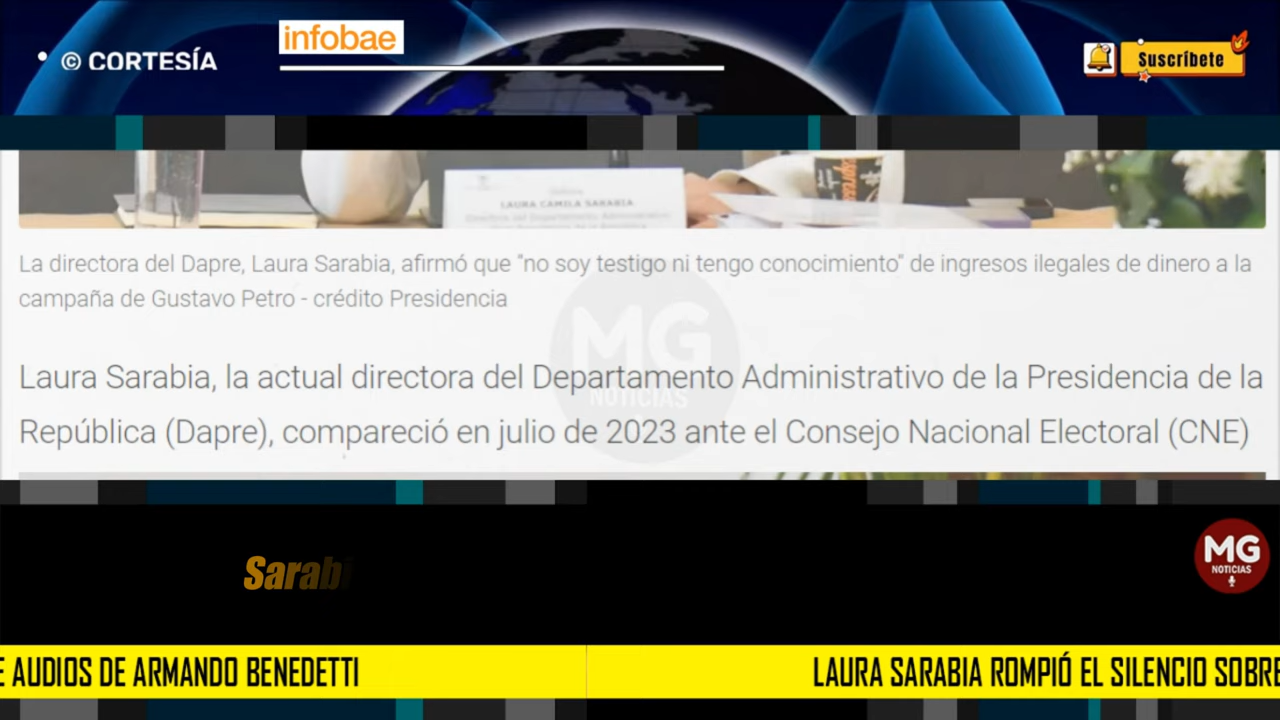 © CORTESÍA
infobae
Suscríbete
LAURA CAMILA SARABIA
La directora del Dapre, Laura Sarabia, afirmó que "no soy testigo ni tengo conocimiento" de ingresos ilegales de dinero a la
campaña de Gustavo Petro - crédito Presidencia
MG
NOTICIAS
Laura Sarabia, la actual directora del Departamento Administrativo de la Presidencia de la
República (Dapre), compareció en julio de 2023 ante el Consejo Nacional Electoral (CNE)
Sarabi
MG
NOTICIAS
E AUDIOS DE ARMANDO BENEDETTI
LAURA SARABIA ROMPIÓ EL SILENCIO SOBRE